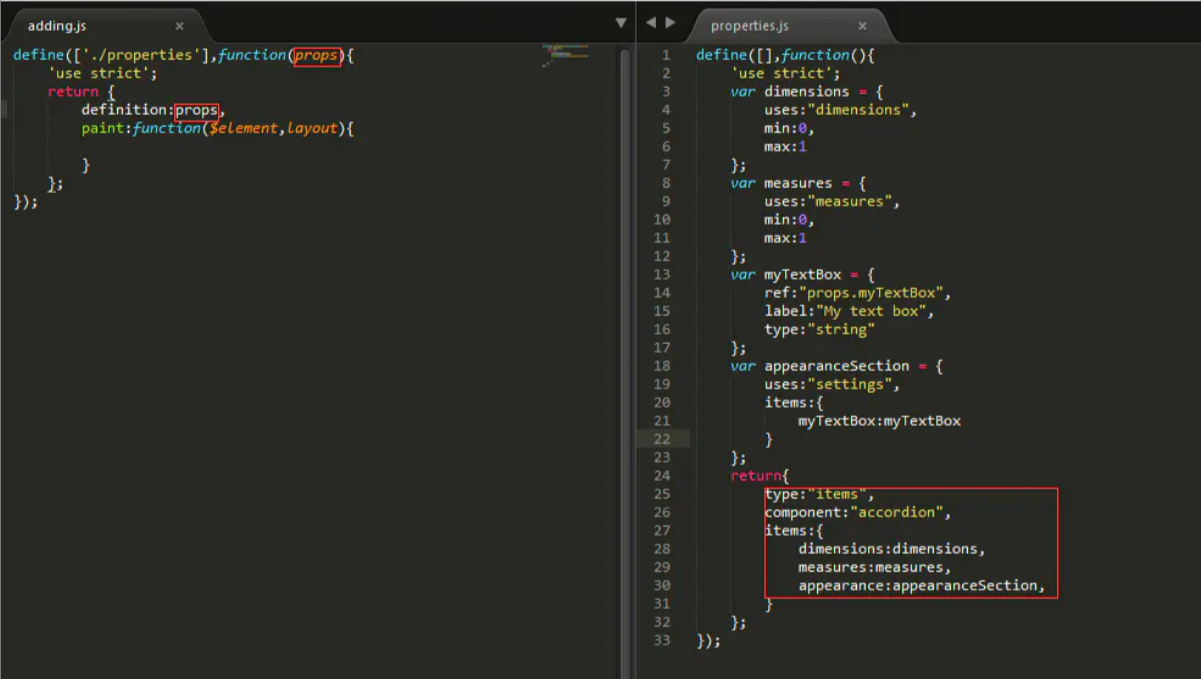 adding.js
define(['./properties'],function(props){
'use strict';
return {
definition:props,
paint:function($element,layout){
}
};
});
properties.js
1 define([],function(){
2 'use strict';
3 var dimensions = {
4 uses:"dimensions",
5 min:0,
6 max:1
7 };
8 var measures = {
9 uses:"measures",
10 min:0,
11 max:1
12 };
13 var myTextBox = {
14 ref:"props.myTextBox",
15 label:"My text box",
16 type:"string"
17 };
18 var appearanceSection = {
19 uses:"settings",
20 items:{
21 myTextBox:myTextBox
22 }
23 };
24 return{
25 type:"items",
26 component:"accordion",
27 items:{
28 dimensions:dimensions,
29 measures:measures,
30 appearance:appearanceSection,
31 }
32 };
33 });